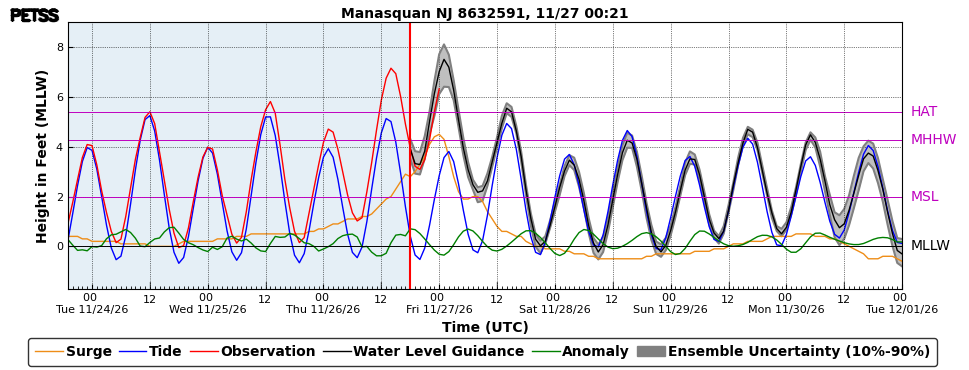 PETSS
Manasquan NJ 8632591, 11/27 00:21
Height in Feet (MLLW)
8
6
4
2
0
HAT
MHHW
MSL
MLLW
00 12 00 12 00 12 00 12 00 12 00 12 00 12 00
Tue 11/24/26 Wed 11/25/26 Thu 11/26/26 Fri 11/27/26 Sat 11/28/26 Sun 11/29/26 Mon 11/30/26 Tue 12/01/26
Time (UTC)
Surge Tide Observation Water Level Guidance Anomaly Ensemble Uncertainty (10%-90%)